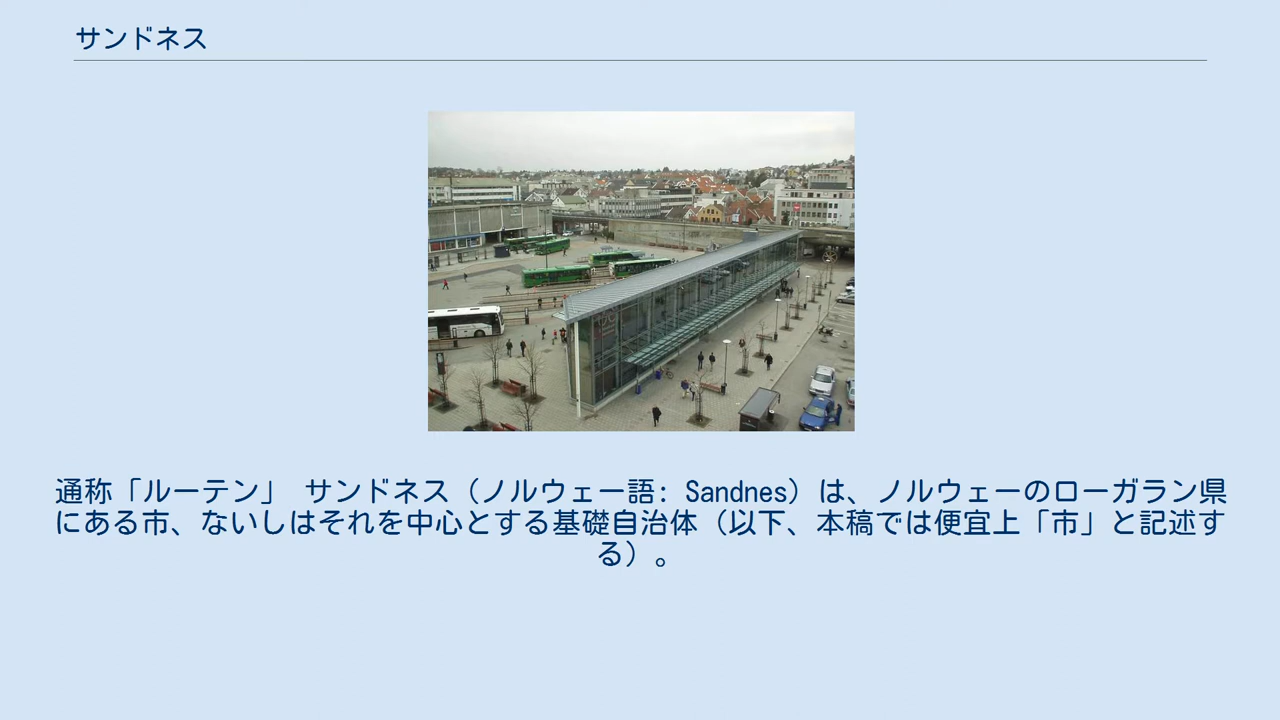 サンドネス
通称「ルーテン」 サンドネス（ノルウェー語: Sandnes）は、ノルウェーのローガラン県
にある市、ないしはそれを中心とする基礎自治体（以下、本稿では便宜上「市」と記述す
る）。